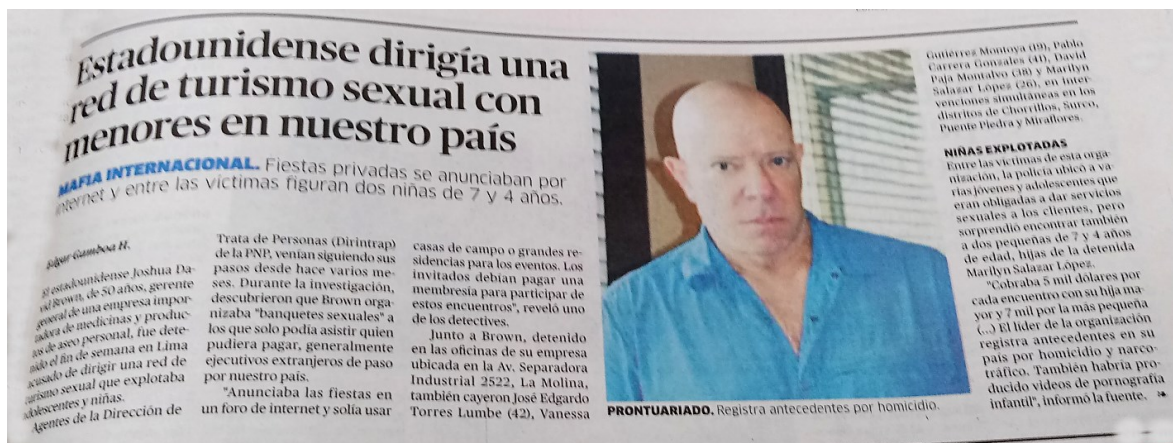 Estadounidense dirigía una
red de turismo sexual con
menores en nuestro país
MAFIA INTERNACIONAL. Fiestas privadas se anunciaban por
internet y entre las víctimas figuran dos niñas de 7 y 4 años.
Edgar Gamboa H.
El estadounidense Joshua Da-
vid Brown, de 50 años, gerente
general de una empresa impor-
tadora de medicinas y produc-
tos de aseo personal, fue dete-
nido el fin de semana en Lima
acusado de dirigir una red de
turismo sexual que explotaba
adolescentes y niñas.
Agentes de la Dirección de
Trata de Personas (Dirintrap)
de la PNP, venían siguiendo sus
pasos desde hace varios me-
ses. Durante la investigación,
descubrieron que Brown orga-
nizaba "banquetes sexuales" a
los que solo podía asistir quien
pudiera pagar, generalmente
ejecutivos extranjeros de paso
por nuestro país.
"Anunciaba las fiestas en
un foro de internet y solía usar
casas de campo o grandes re-
sidencias para los eventos. Los
invitados debían pagar una
membresía para participar de
estos encuentros", reveló uno
de los detectives.
Junto a Brown, detenido
en las oficinas de su empresa
ubicada en la Av. Separadora
Industrial 2522, La Molina,
también cayeron José Edgardo
Torres Lumbe (42), Vanessa
PRONTUARIADO. Registra antecedentes por homicidio.
Gutiérrez Montoya (19), Pablo
Carrera Gonzales (41), David
Paja Montalvo (38) y Marilyn
Salazar López (26), en inter-
venciones simultáneas en los
distritos de Chorrillos, Surco,
Puente Piedra y Miraflores.
NIÑAS EXPLOTADAS
Entre las víctimas de esta orga-
nización, la policía ubicó a va-
rias jóvenes y adolescentes que
eran obligadas a dar servicios
sexuales a los clientes, pero
sorprendió encontrar también
a dos pequeñas de 7 y 4 años
de edad, hijas de la detenida
Marilyn Salazar López.
"Cobraba 5 mil dólares por
cada encuentro con su hija ma-
yor y 7 mil por la más pequeña
(...) El líder de la organización
registra antecedentes en su
país por homicidio y narco-
tráfico. También habría pro-
ducido videos de pornografía
infantil", informó la fuente.